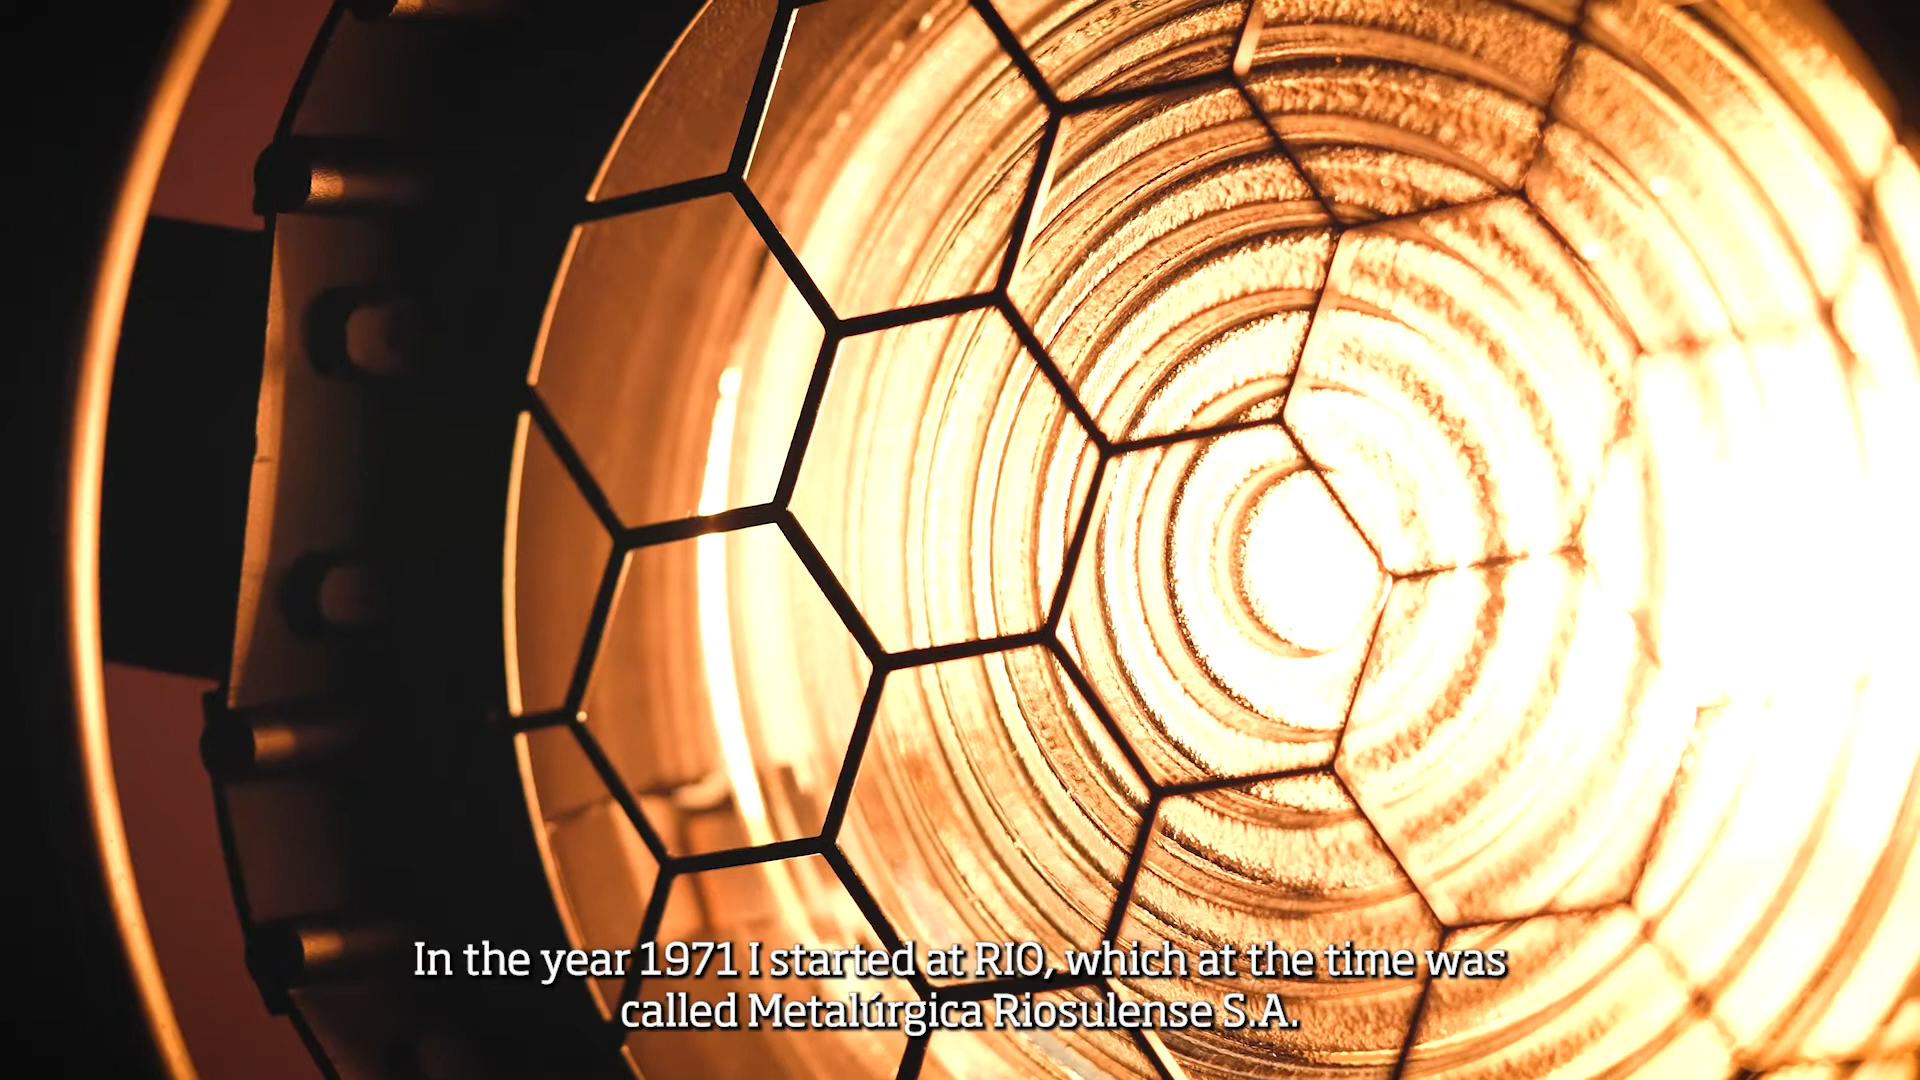 In the year 1971 I started at RIO, which at the time was
called Metalúrgica Riosulense S.A.